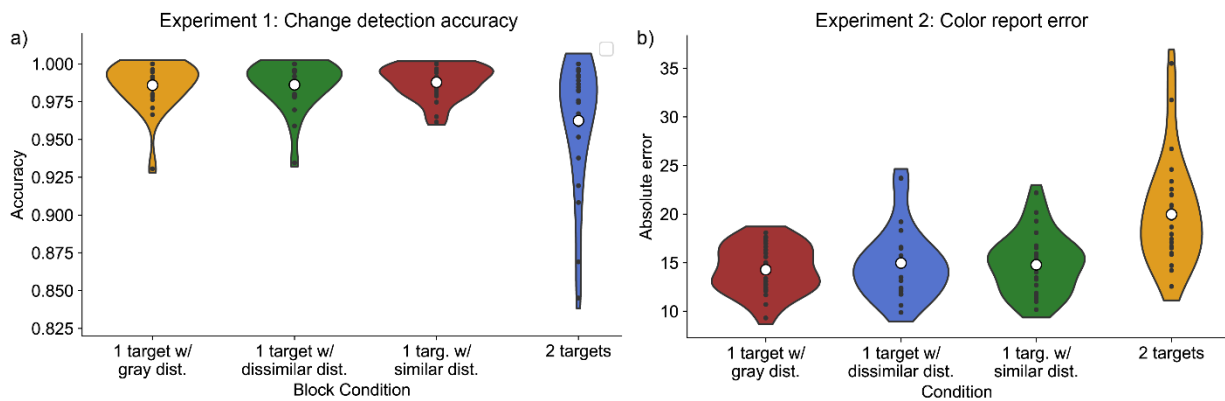 Experiment 1: Change detection accuracy
a)
Accuracy
1.000
0.975
0.950
0.925
0.900
0.875
0.850
0.825
1 target w/
gray dist.
1 target w/
dissimilar dist.
1 targ. w/
similar dist.
2 targets
Block Condition
Experiment 2: Color report error
b)
Absolute error
35
30
25
20
15
10
1 target w/
gray dist.
1 target w/
dissimilar dist.
1 targ. w/
similar dist.
2 targets
Condition